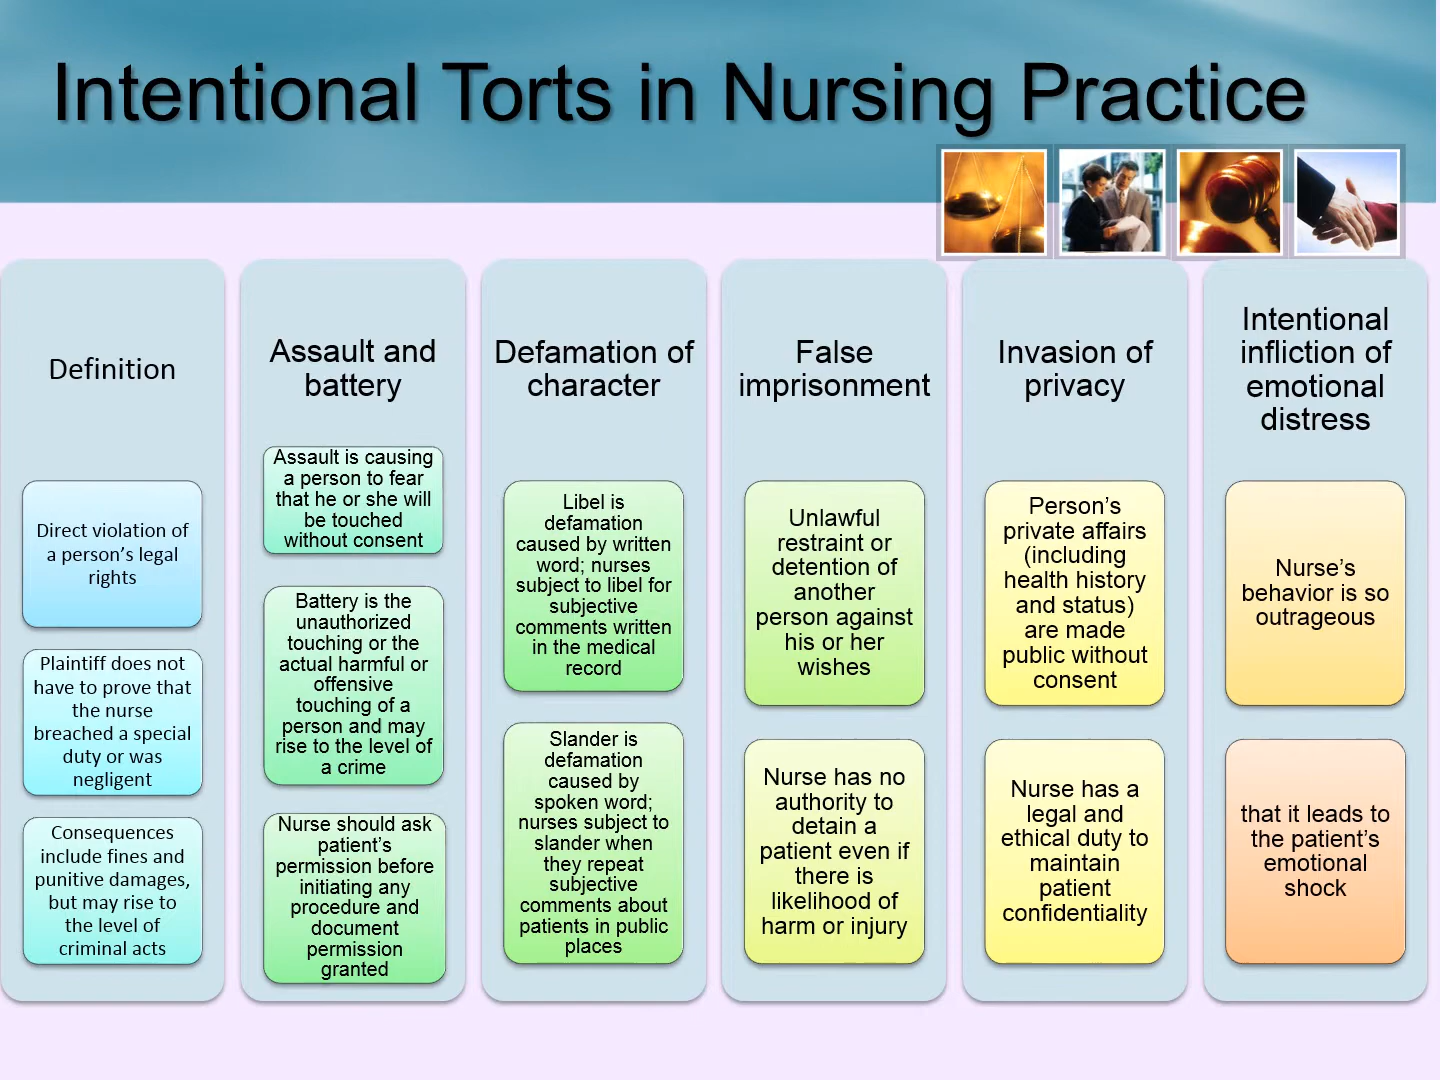 Intentional Torts in Nursing Practice
Definition
Direct violation of
a person’s legal
rights
Plaintiff does not
have to prove that
the nurse
breached a special
duty or was
negligent
Consequences
include fines and
punitive damages,
but may rise to
the level of
criminal acts
Assault and
battery
Assault is causing
a person to fear
that he or she will
be touched
without consent
Battery is the
unauthorized
touching or the
actual harmful or
offensive
touching of a
person and may
rise to the level of
a crime
Nurse should ask
patient’s
permission before
initiating any
procedure and
document
permission
granted
Defamation of
character
Libel is
defamation
caused by written
word; nurses
subject to libel for
subjective
comments written
in the medical
record
Slander is
defamation
caused by
spoken word;
nurses subject to
slander when
they repeat
subjective
comments about
patients in public
places
False
imprisonment
Unlawful
restraint or
detention of
another
person against
his or her
wishes
Nurse has no
authority to
detain a
patient even if
there is
likelihood of
harm or injury
Invasion of
privacy
Person’s
private affairs
(including
health history
and status)
are made
public without
consent
Nurse has a
legal and
ethical duty to
maintain
patient
confidentiality
Intentional
infliction of
emotional
distress
Nurse’s
behavior is so
outrageous
that it leads to
the patient’s
emotional
shock